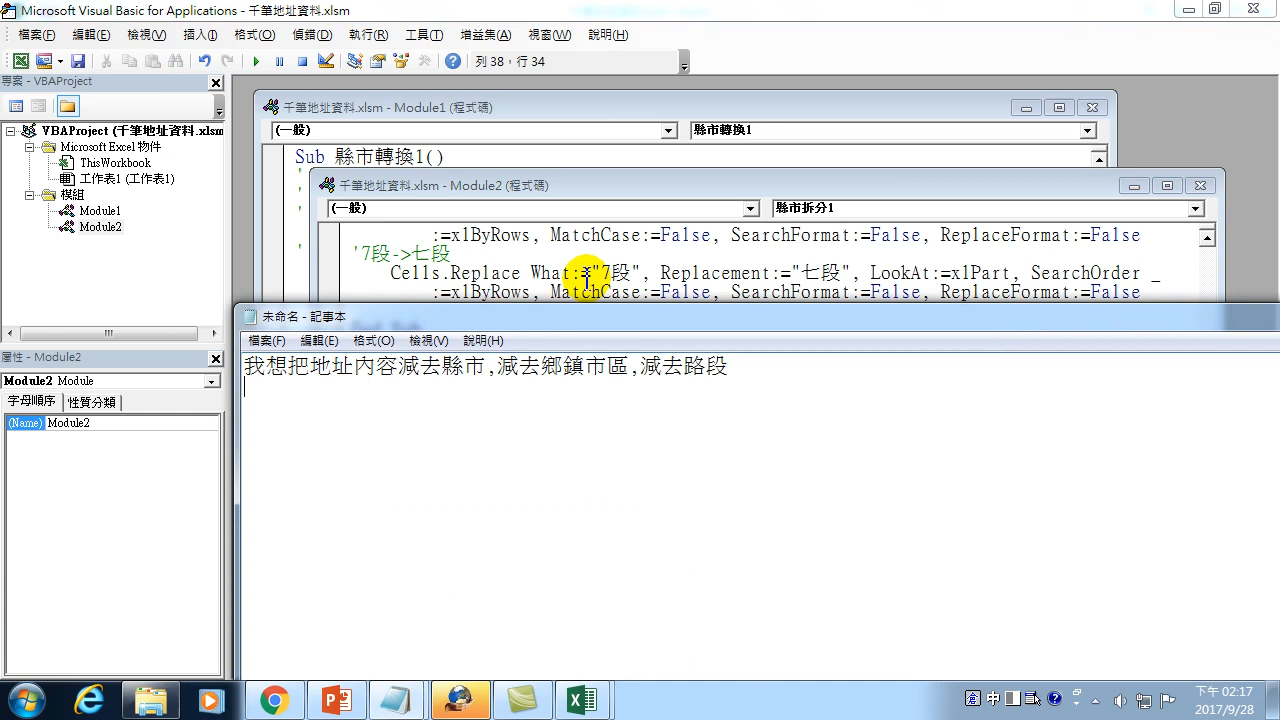 Microsoft Visual Basic for Applications - 千筆地址資料.xlsm
檔案(F) 編輯(E) 檢視(V) 插入(I) 格式(O) 偵錯(D) 執行(R) 工具(T) 增益集(A) 視窗(W) 說明(H)
列 38，行 34
專案 - VBAProject
VBAProject (千筆地址資料.xlsm
Microsoft Excel 物件
ThisWorkbook
工作表1 (工作表1)
模組
Module1
Module2
屬性 - Module2
Module2 Module
字母順序 性質分類
(Name) Module2
千筆地址資料.xlsm - Module1 (程式碼)
(一般) 縣市轉換1
Sub 縣市轉換1()
'
'
'
千筆地址資料.xlsm - Module2 (程式碼)
(一般) 縣市拆分1
:=xlByRows, MatchCase:=False, SearchFormat:=False, ReplaceFormat:=False
'7段->七段
Cells.Replace What:="7段", Replacement:="七段", LookAt:=xlPart, SearchOrder _
:=xlByRows, MatchCase:=False, SearchFormat:=False, ReplaceFormat:=False
未命名 - 記事本
檔案(F) 編輯(E) 格式(O) 檢視(V) 說明(H)
我想把地址內容減去縣市,減去鄉鎮市區,減去路段
中
下午 02:17
2017/9/28